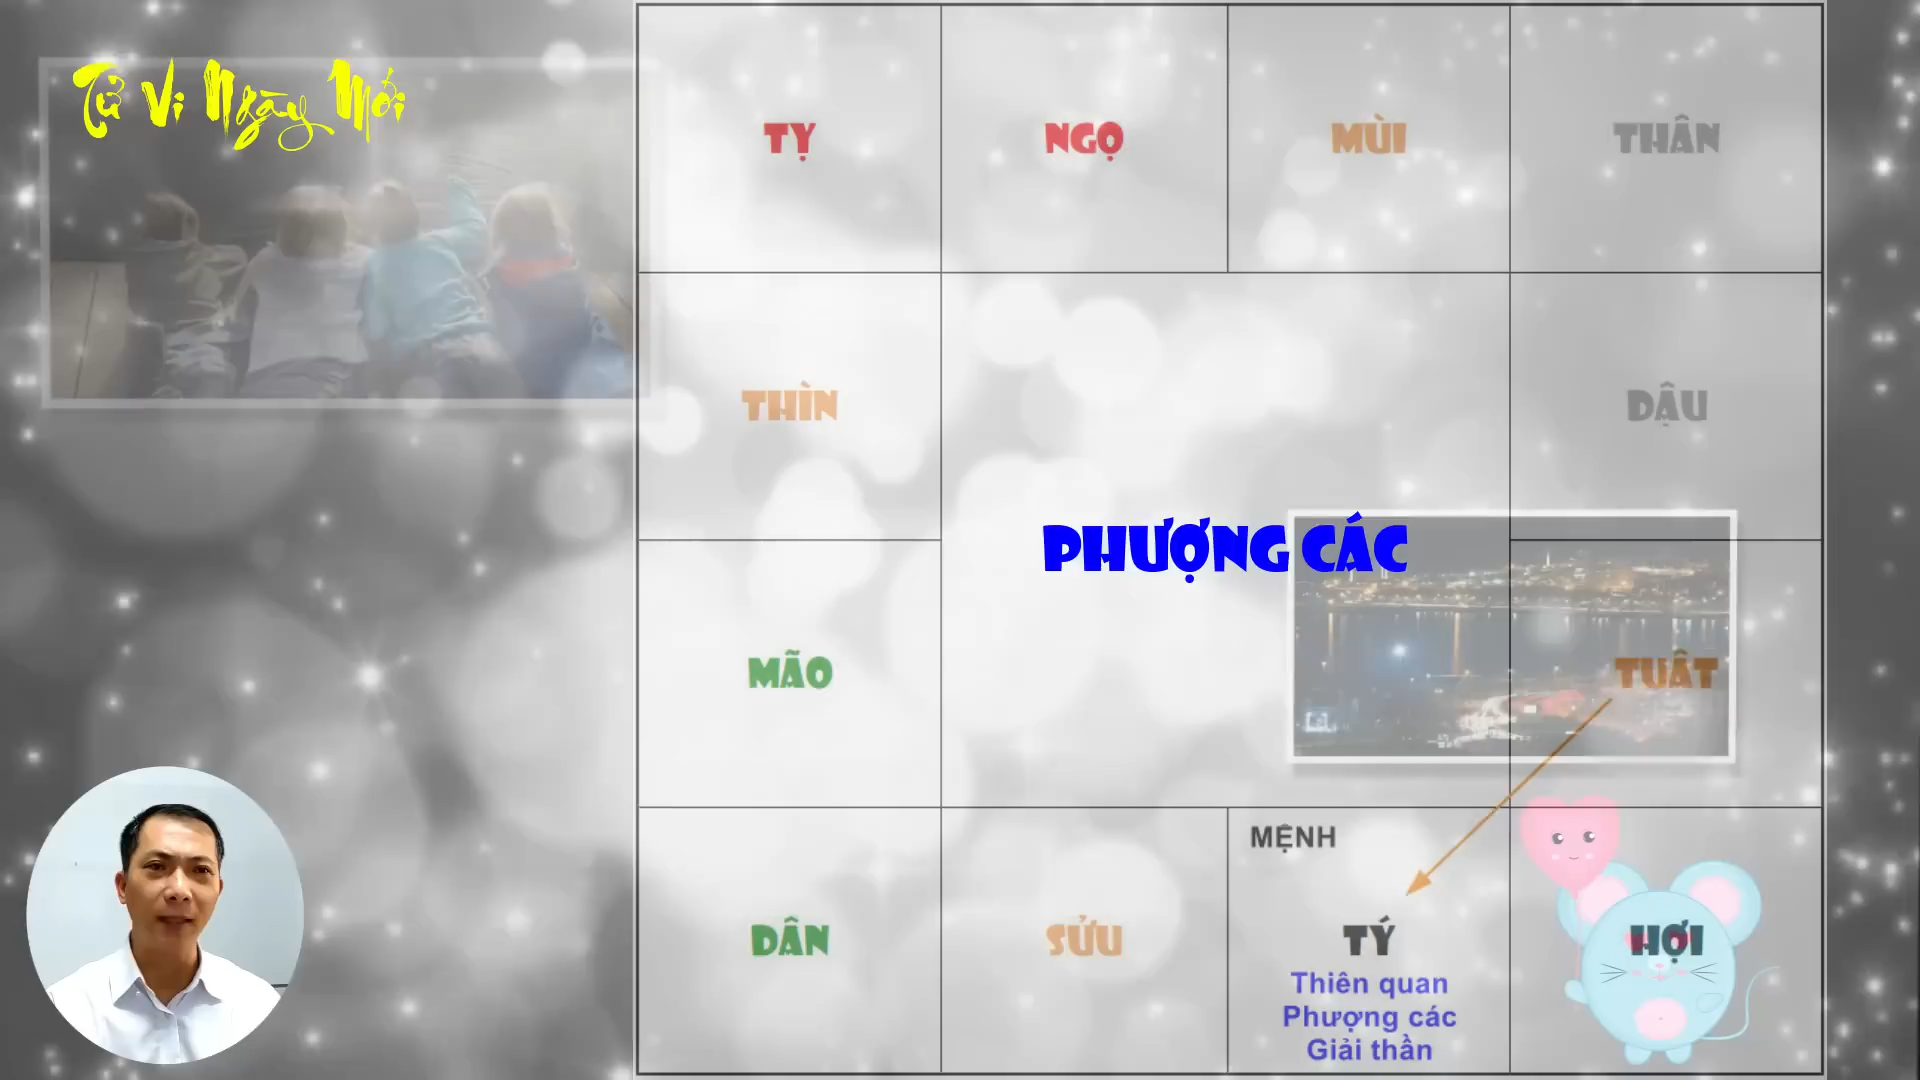 Tử Vi Ngày Mới
TỴ
NGỌ
MÙI
THÂN
THÌN
DẬU
PHƯỢNG CÁC
MÃO
TUẤT
MỆNH
DẦN
SỬU
TÝ
HỢI
Thiên quan
Phượng các
Giải thần